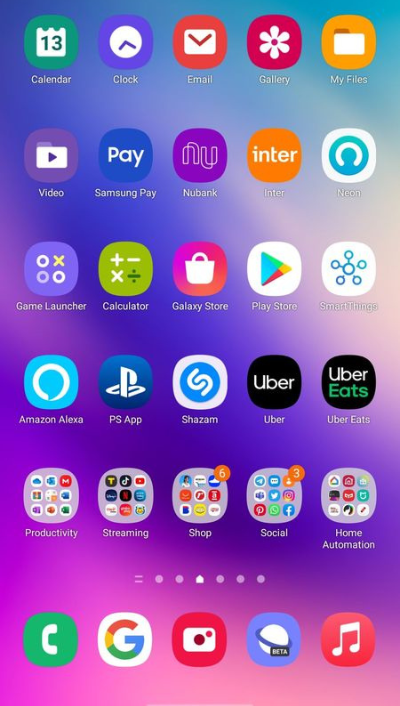 13
Calendar
Clock
Email
Gallery
My Files
Pay
nu
inter
Video
Samsung Pay
Nubank
Inter
Neon
Game Launcher
Calculator
Galaxy Store
Play Store
SmartThings
Uber
Uber
Eats
Amazon Alexa
PS App
Shazam
Uber
Uber Eats
6
3
Productivity
Streaming
Shop
Social
Home
Automation
G
BETA